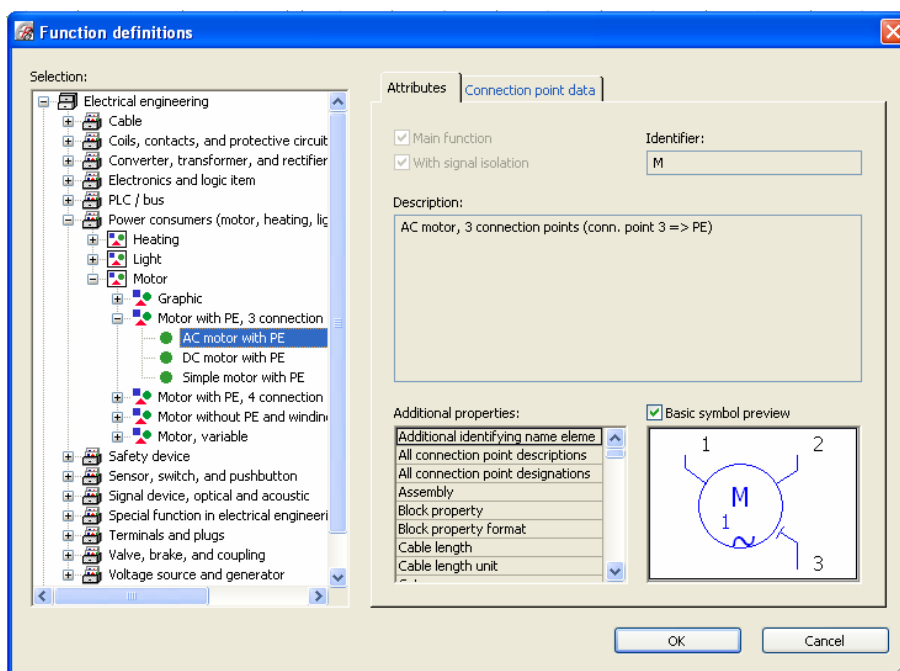 Function definitions
Selection:
Electrical engineering
Cable
Coils, contacts, and protective circuit
Converter, transformer, and rectifier
Electronics and logic item
PLC / bus
Power consumers (motor, heating, lig
Heating
Light
Motor
Graphic
Motor with PE, 3 connection
AC motor with PE
DC motor with PE
Simple motor with PE
Motor with PE, 4 connection
Motor without PE and windin
Motor, variable
Safety device
Sensor, switch, and pushbutton
Signal device, optical and acoustic
Special function in electrical engineeri
Terminals and plugs
Valve, brake, and coupling
Voltage source and generator
Attributes
Connection point data
Main function
With signal isolation
Identifier:
M
Description:
AC motor, 3 connection points (conn. point 3 => PE)
Additional properties:
Additional identifying name eleme
All connection point descriptions
All connection point designations
Assembly
Block property
Block property format
Cable length
Cable length unit
Basic symbol preview
1 2
M
1
~
3
OK
Cancel